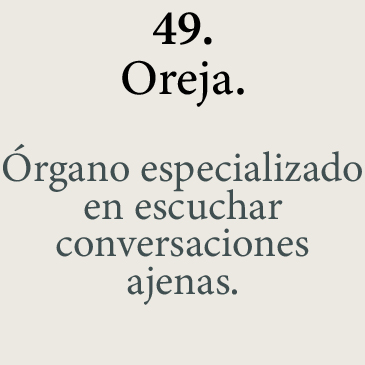 49.
Oreja.
Órgano especializado
en escuchar
conversaciones
ajenas.